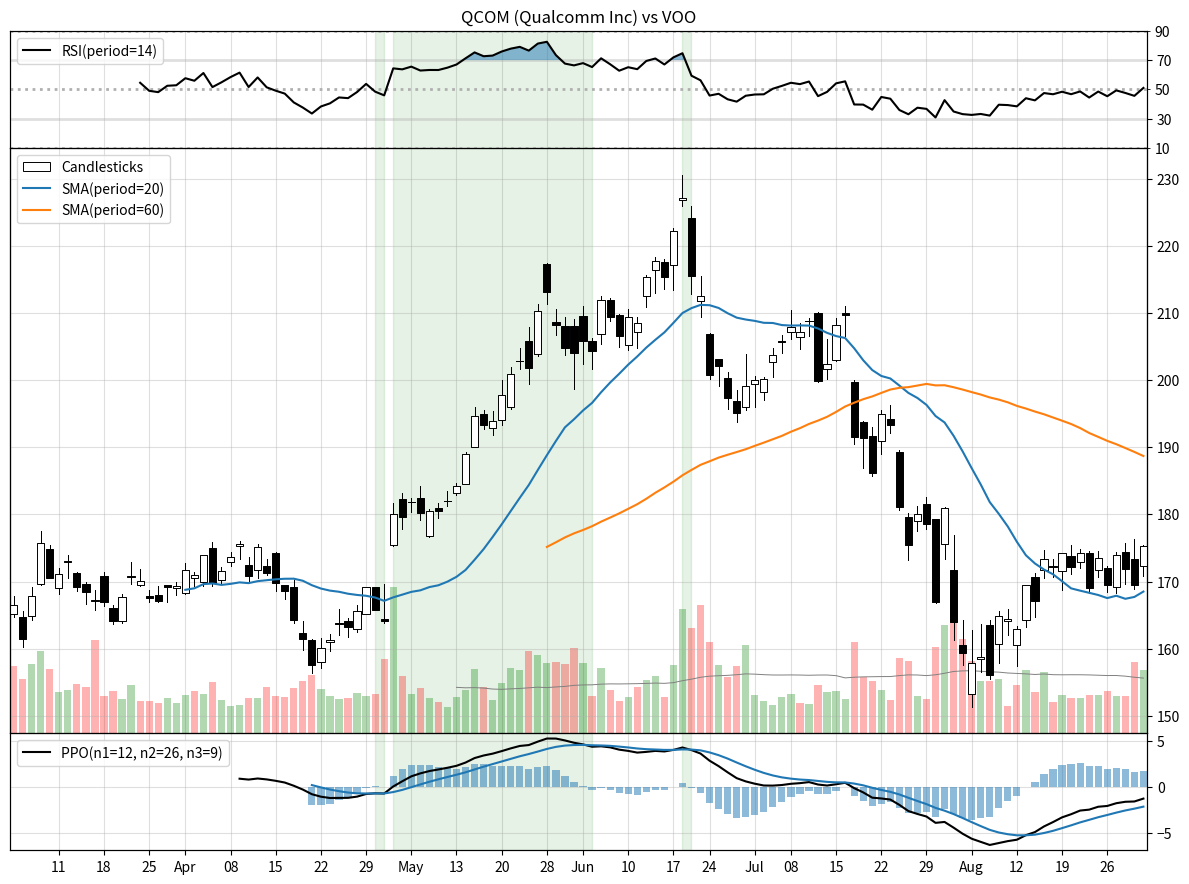 QCOM (Qualcomm Inc) vs VOO
RSI(period=14)
90
70
50
30
10
Candlesticks
SMA(period=20)
SMA(period=60)
230
220
210
200
190
180
170
160
150
PPO(n1=12, n2=26, n3=9)
5
0
−5
11 18 25 Apr 08 15 22 29 May 13 20 28 Jun 10 17 24 Jul 08 15 22 29 Aug 12 19 26